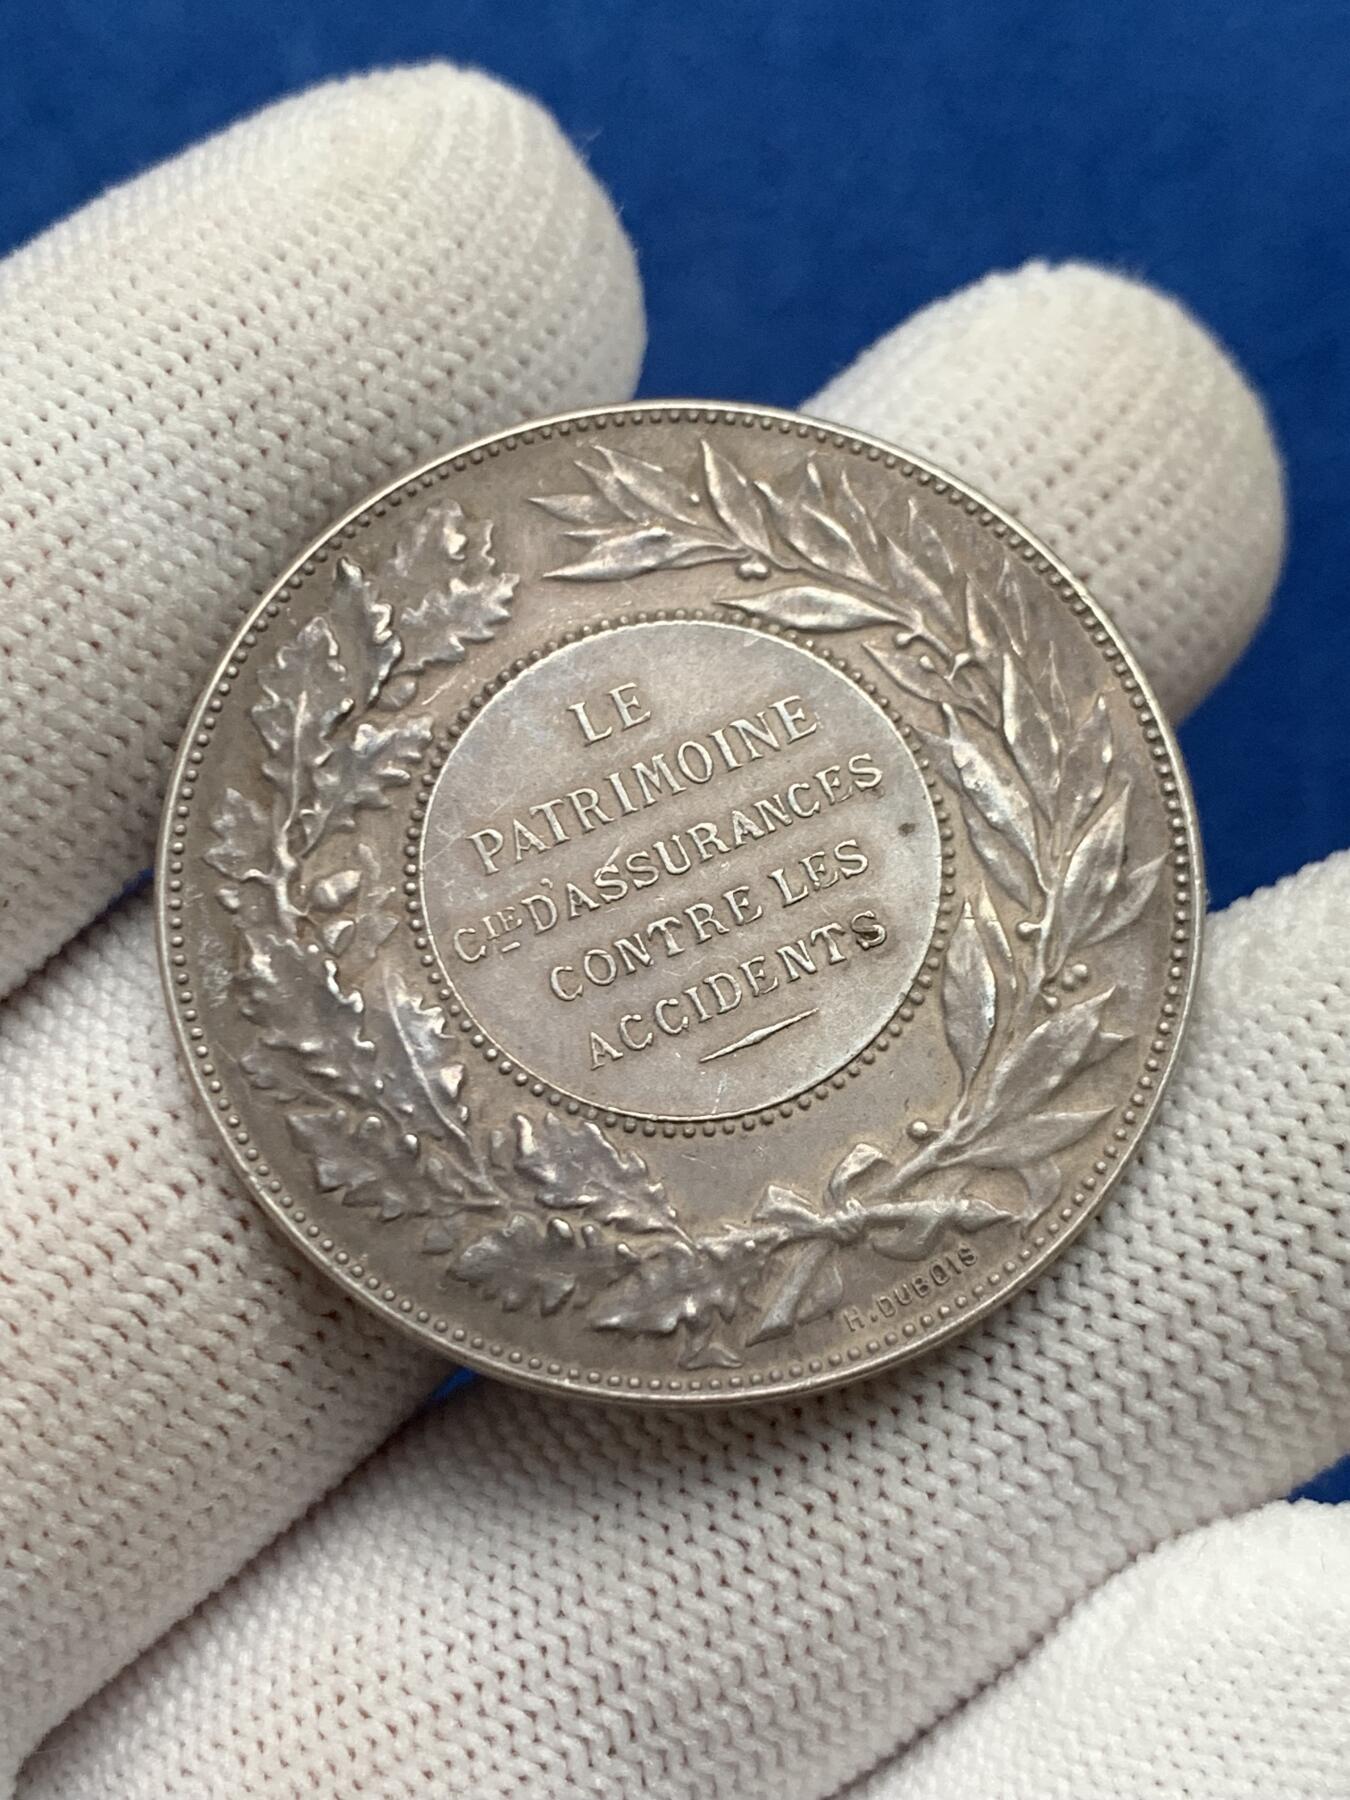 LE
PATRIMOINE
CIE D'ASSURANCES
CONTRE LES
ACCIDENTS
H. DUBOIS